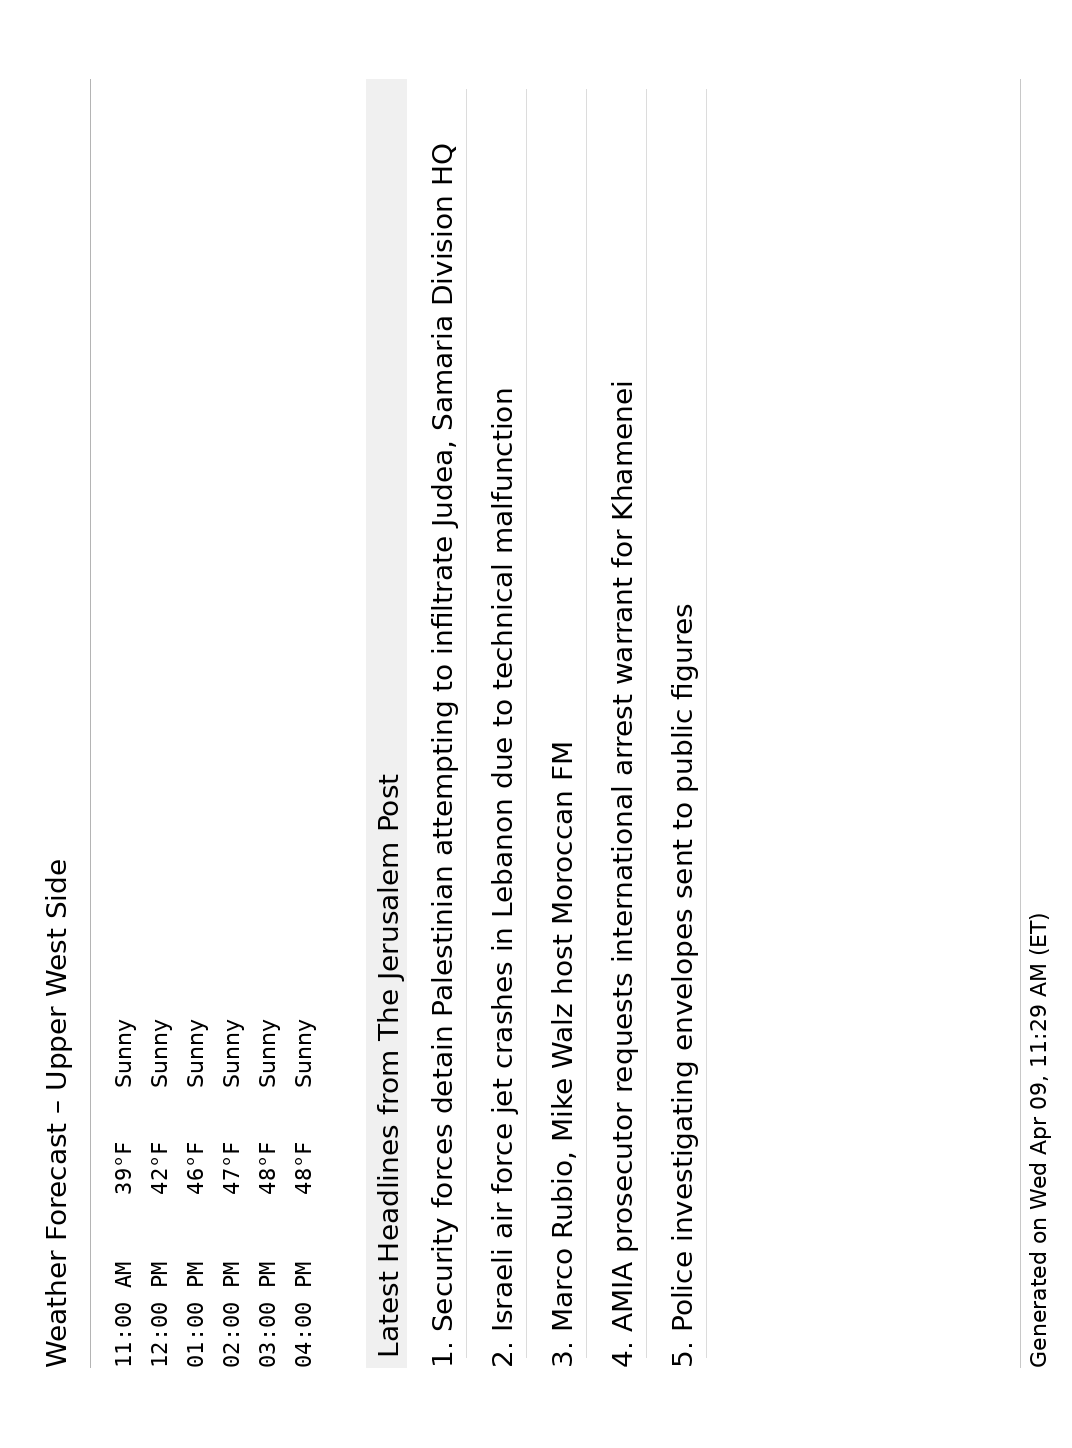 Weather Forecast – Upper West Side
11:00 AM 39°F Sunny
12:00 PM 42°F Sunny
01:00 PM 46°F Sunny
02:00 PM 47°F Sunny
03:00 PM 48°F Sunny
04:00 PM 48°F Sunny
Latest Headlines from The Jerusalem Post
1. Security forces detain Palestinian attempting to infiltrate Judea, Samaria Division HQ
2. Israeli air force jet crashes in Lebanon due to technical malfunction
3. Marco Rubio, Mike Walz host Moroccan FM
4. AMIA prosecutor requests international arrest warrant for Khamenei
5. Police investigating envelopes sent to public figures
Generated on Wed Apr 09, 11:29 AM (ET)